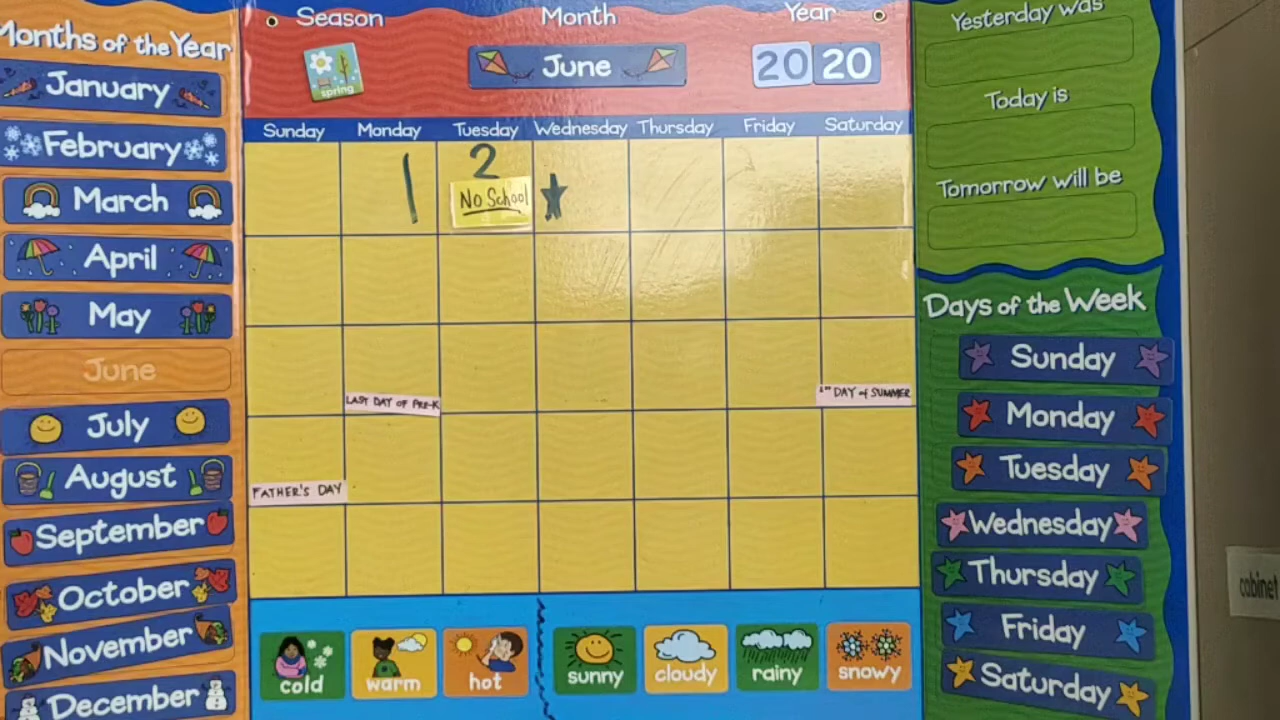 Months of the Year
January
February
March
April
May
June
July
August
September
October
November
December
Season
Month
Year
spring
June
20 20
Sunday Monday Tuesday Wednesday Thursday Friday Saturday
1 2
No School
LAST DAY OF PRE-K
DAY of SUMMER
FATHER'S DAY
cold
warm
hot
sunny
cloudy
rainy
snowy
Yesterday was
Today is
Tomorrow will be
Days of the Week
Sunday
Monday
Tuesday
Wednesday
Thursday
Friday
Saturday
cabinet